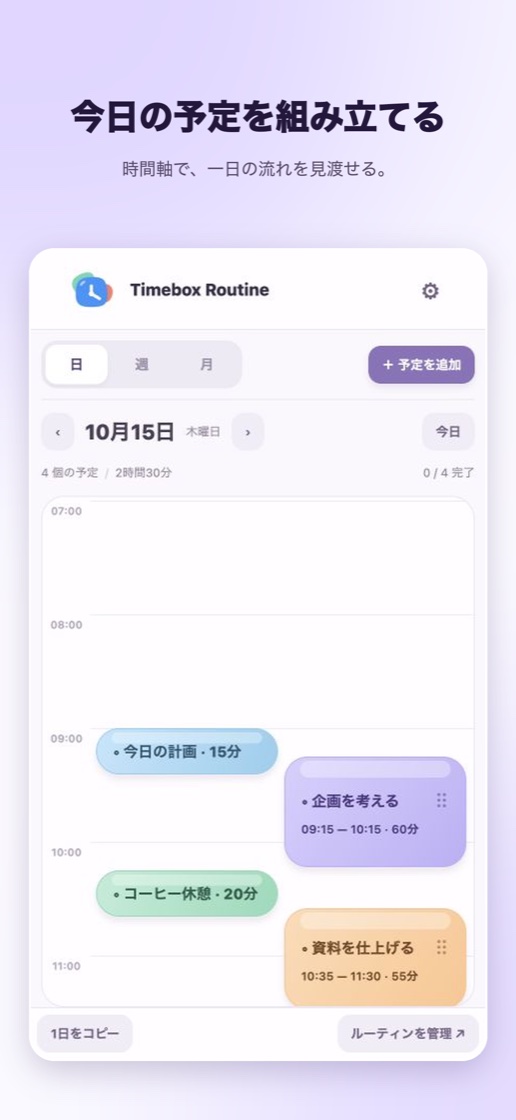 今日の予定を組み立てる
時間軸で、一日の流れを見渡せる。
Timebox Routine
日 週 月
+ 予定を追加
‹ 10月15日 木曜日 ›
今日
4 個の予定 / 2時間30分
0 / 4 完了
07:00
08:00
09:00
今日の計画 · 15分
企画を考える
09:15 — 10:15 · 60分
10:00
コーヒー休憩 · 20分
資料を仕上げる
10:35 — 11:30 · 55分
11:00
1日をコピー
ルーティンを管理 ↗